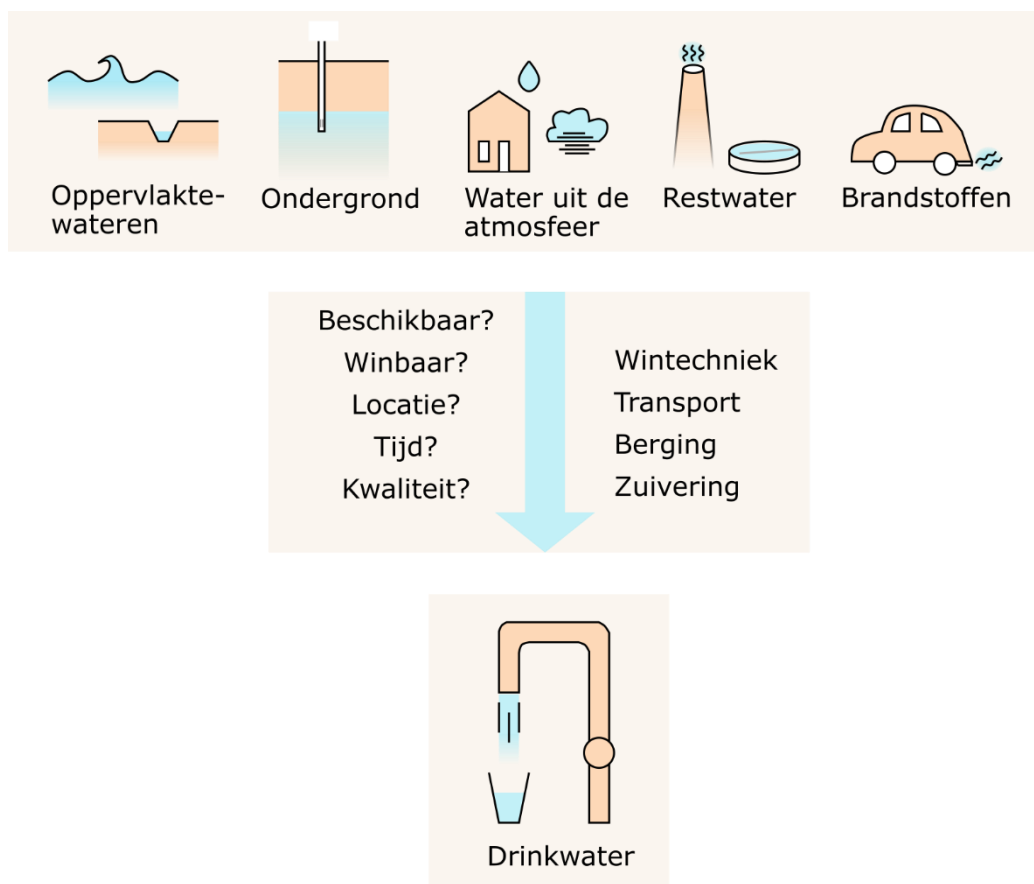 Oppervlakte-
wateren
Ondergrond
Water uit de
atmosfeer
Restwater
Brandstoffen
Beschikbaar?
Winbaar?
Locatie?
Tijd?
Kwaliteit?
Wintechniek
Transport
Berging
Zuivering
Drinkwater